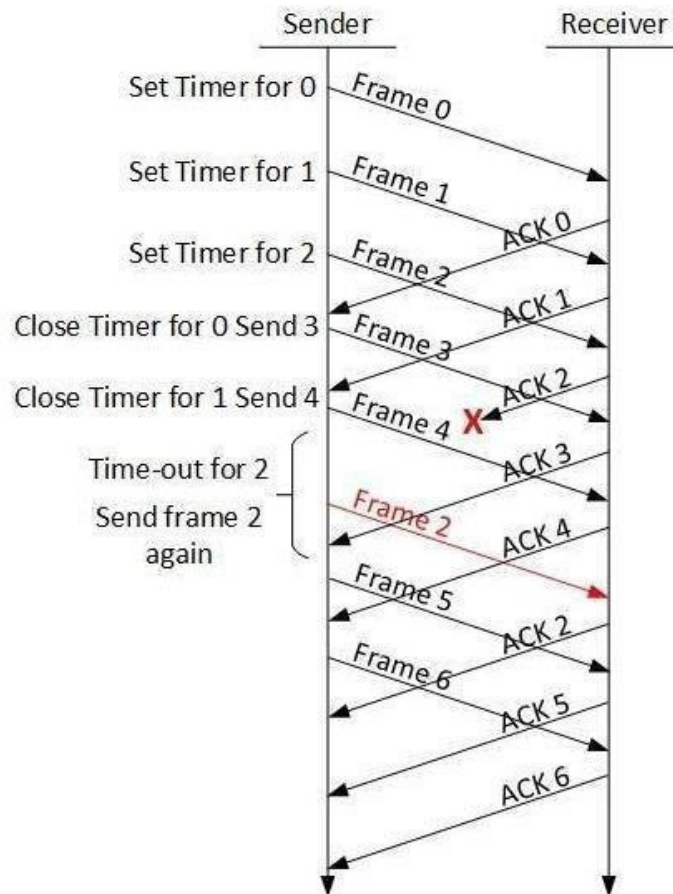 Sender
Receiver
Set Timer for 0
Frame 0
Set Timer for 1
Frame 1
ACK 0
Set Timer for 2
Frame 2
ACK 1
Close Timer for 0 Send 3
Frame 3
ACK 2
Close Timer for 1 Send 4
Frame 4
X
ACK 3
Time-out for 2
Send frame 2
again
Frame 2
ACK 4
Frame 5
ACK 2
Frame 6
ACK 5
ACK 6